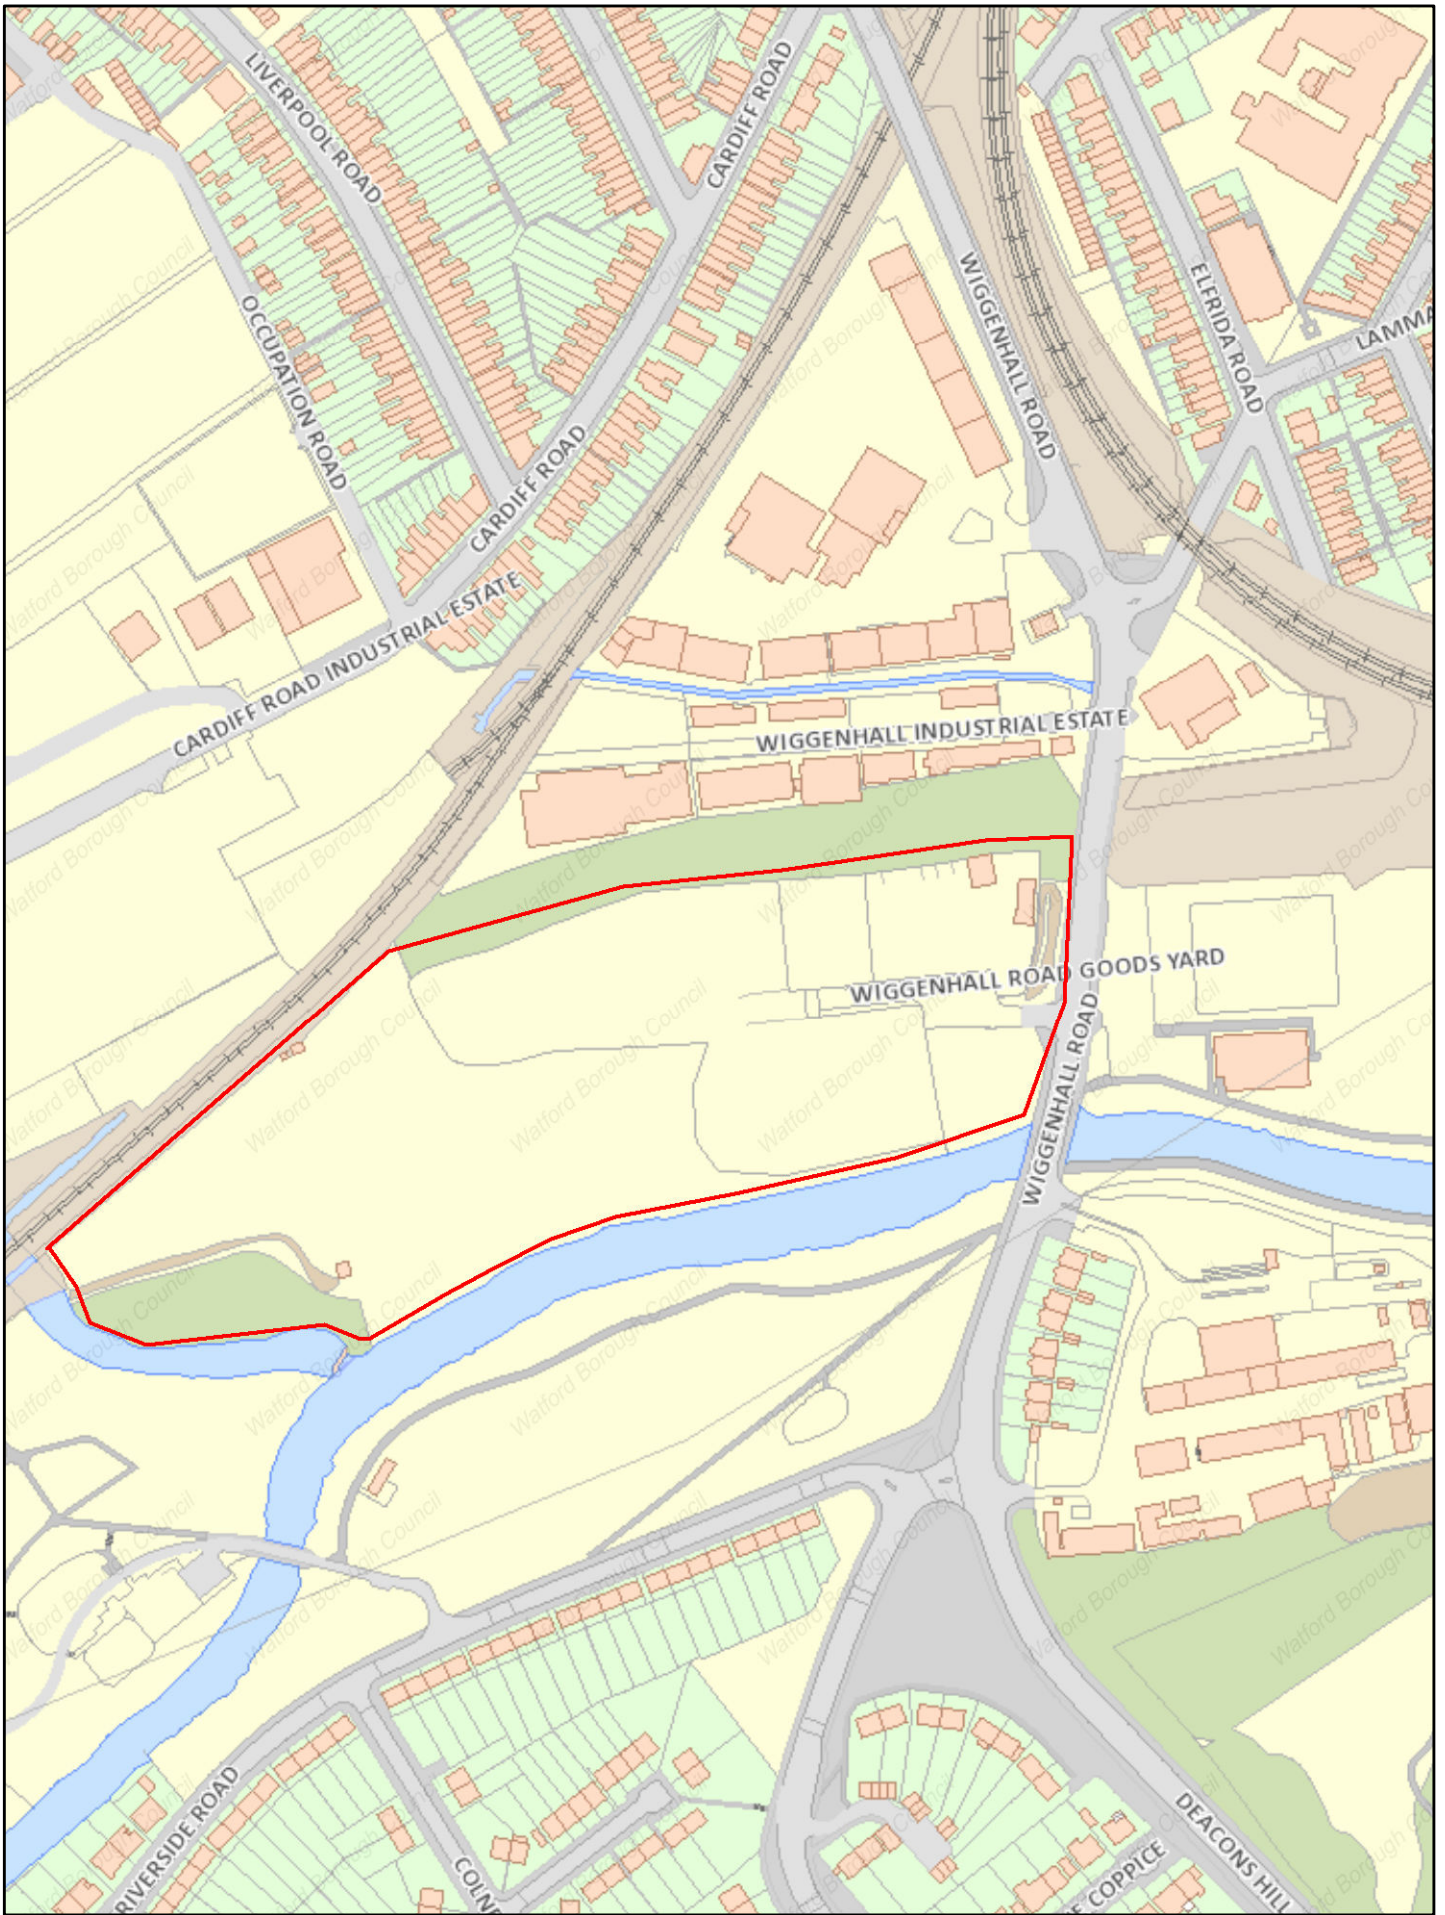 LIVERPOOL ROAD
CARDIFF ROAD
OCCUPATION ROAD
WIGGENHALL ROAD
ELFRIDA ROAD
LAMMA
CARDIFF ROAD
CARDIFF ROAD INDUSTRIAL ESTATE
WIGGENHALL INDUSTRIAL ESTATE
WIGGENHALL ROAD GOODS YARD
WIGGENHALL ROAD
RIVERSIDE ROAD
COLNE
E COPPICE
DEACONS HILL
Watford Borough Council